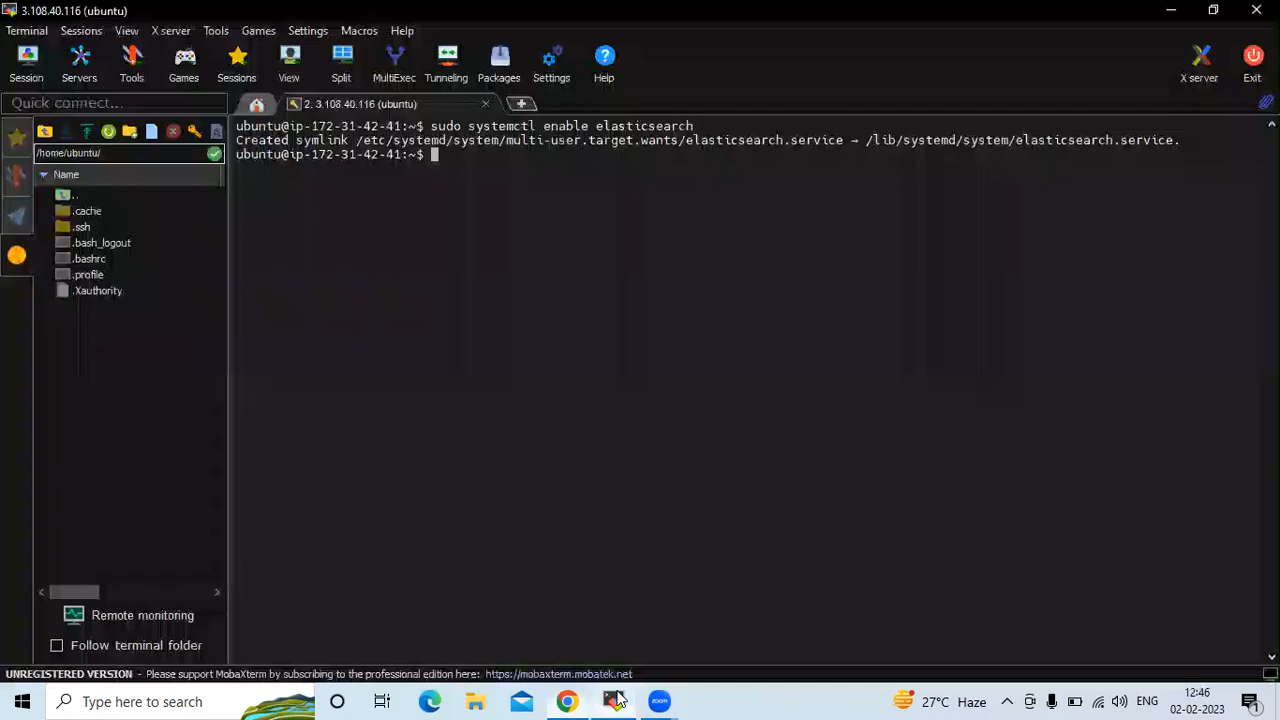 3.108.40.116 (ubuntu)
Terminal Sessions View X server Tools Games Settings Macros Help
Session Servers Tools Games Sessions View Split MultiExec Tunneling Packages Settings Help X server Exit
Quick connect...
2. 3.108.40.116 (ubuntu)
/home/ubuntu/
Name
..
.cache
.ssh
.bash_logout
.bashrc
.profile
.Xauthority
ubuntu@ip-172-31-42-41:~$ sudo systemctl enable elasticsearch
Created symlink /etc/systemd/system/multi-user.target.wants/elasticsearch.service → /lib/systemd/system/elasticsearch.service.
ubuntu@ip-172-31-42-41:~$
Remote monitoring
Follow terminal folder
UNREGISTERED VERSION - Please support MobaXterm by subscribing to the professional edition here: https://mobaxterm.mobatek.net
Type here to search
zoom
27°C Haze
ENG
12:46
02-02-2023
1